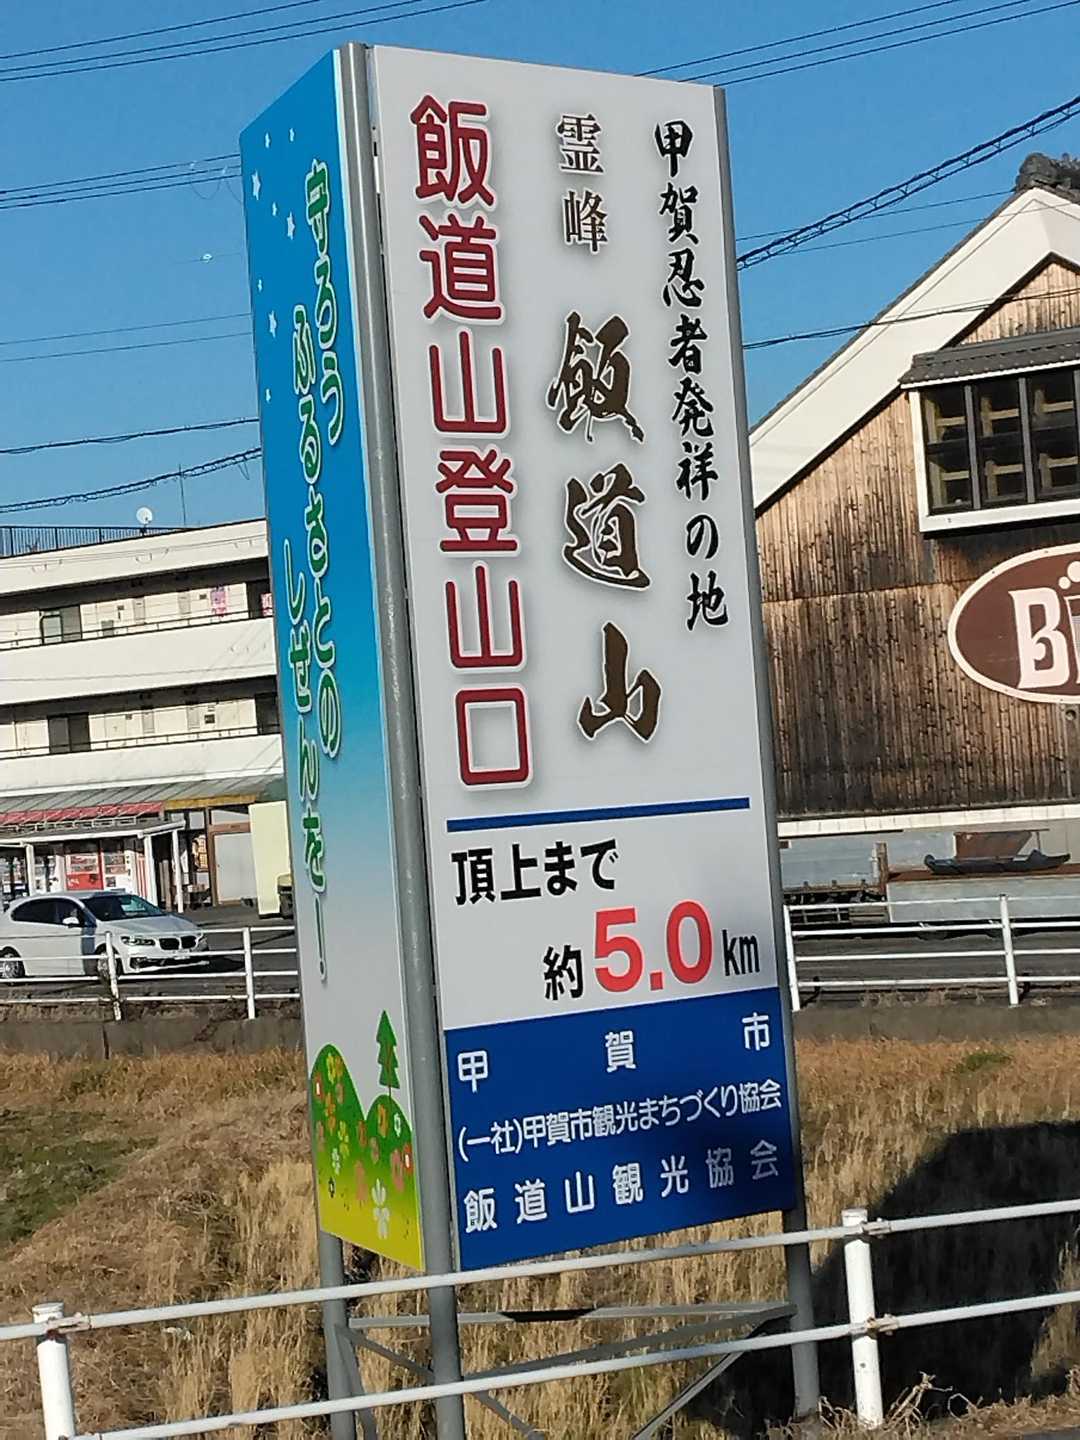 甲賀忍者発祥の地
霊峰 飯道山
飯道山登山口
頂上まで
約5.0km
甲賀市
(一社)甲賀市観光まちづくり協会
飯道山観光協会
守ろう
ふるさとの
しぜんを!